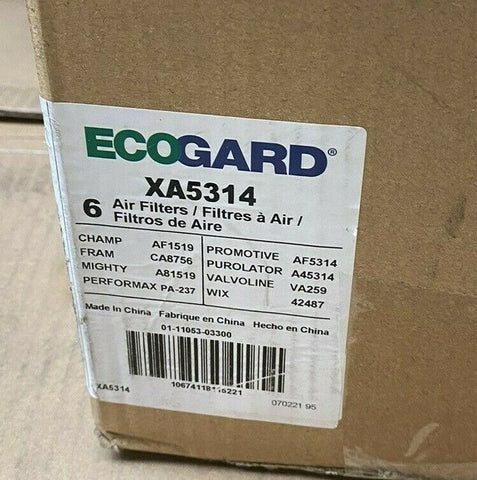 ECOGARD®
XA5314
6 Air Filters / Filtres à Air /
Filtros de Aire
CHAMP AF1519
FRAM CA8756
MIGHTY A81519
PERFORMAX PA-237
PROMOTIVE AF5314
PUROLATOR A45314
VALVOLINE VA259
WIX 42487
Made In China Fabrique en China Hecho en China
01-11053-03300
XA5314
070221 95